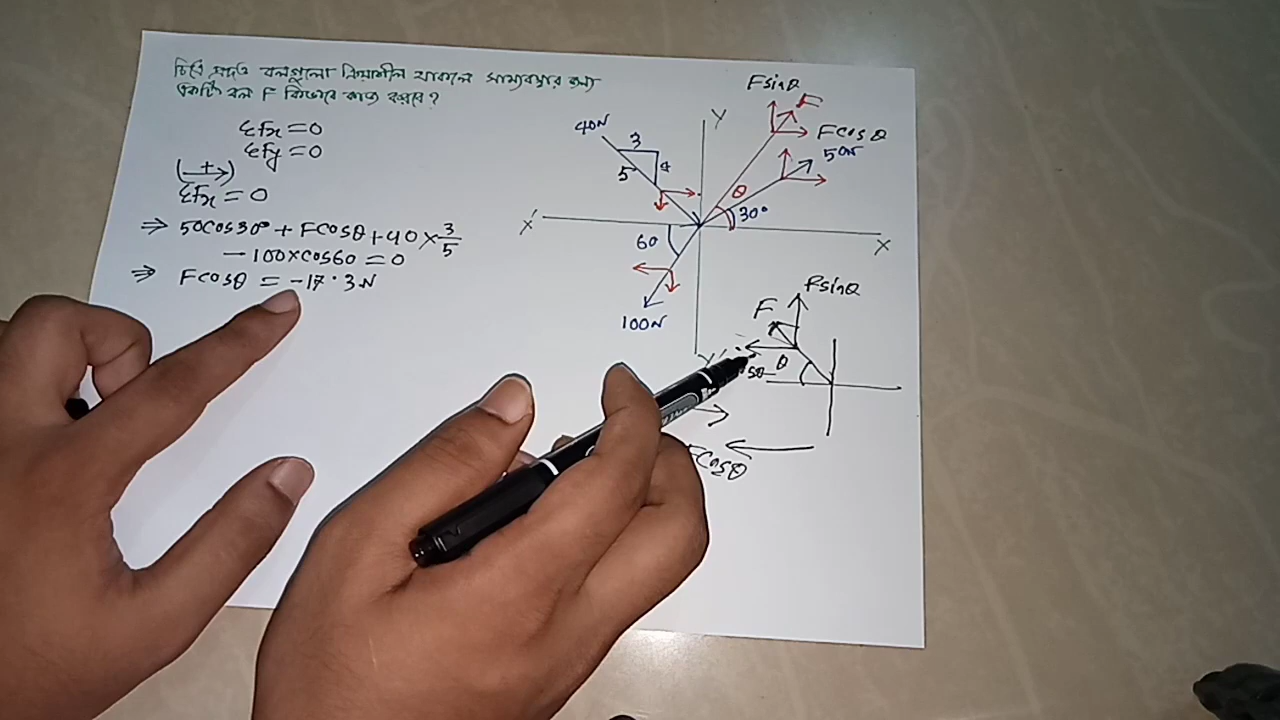 চিত্রে প্রদত্ত বলগুলো ক্রিয়াশীল থাকলে সাম্যাবস্থার জন্য
একটি বল F কিভাবে কাজ করবে?
ΣFx = 0
ΣFy = 0
(+→)
ΣFx = 0
⇒ 50cos30° + Fcosθ + 40 × 3/5
− 100×cos60 = 0
⇒ Fcosθ = −17.3N
Fsinθ
F
Fcosθ
50N
40N
3
4
5
Y
θ
30°
X'
X
60
100N
Y'
Fsinθ
F
θ
Fcosθ